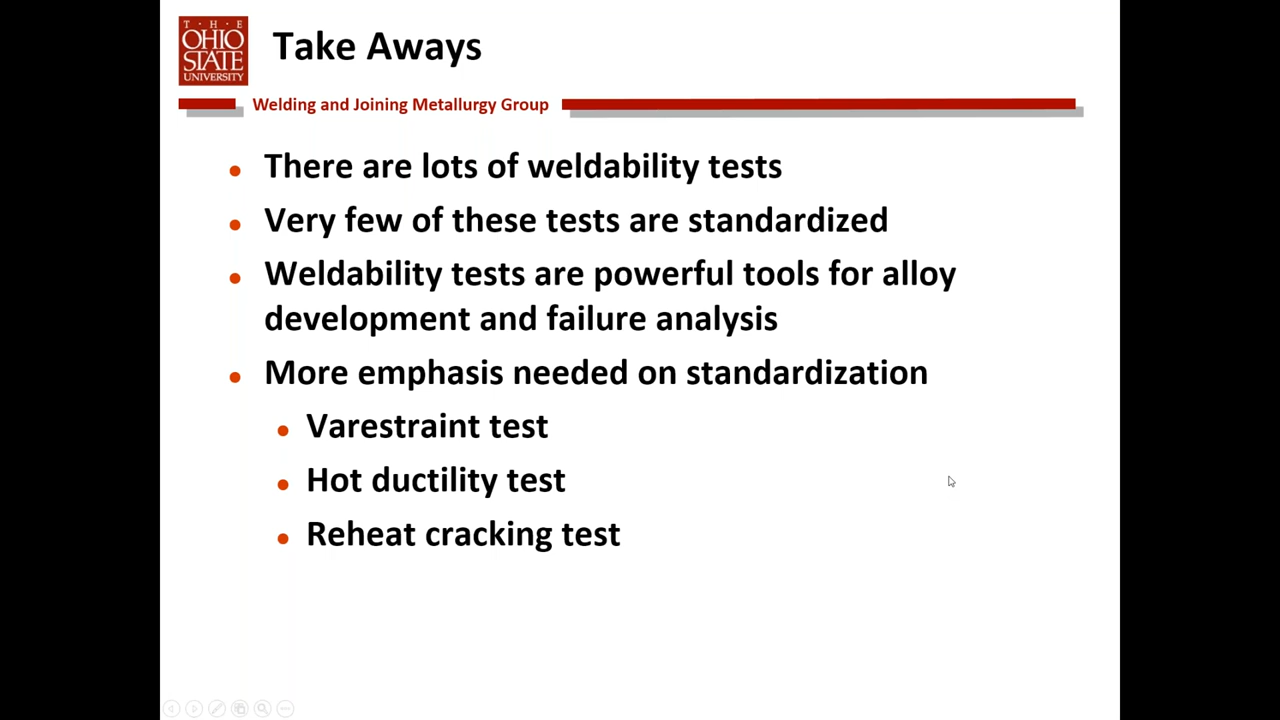 T · H · E
OHIO
STATE
UNIVERSITY
Take Aways
Welding and Joining Metallurgy Group
• There are lots of weldability tests
• Very few of these tests are standardized
• Weldability tests are powerful tools for alloy
development and failure analysis
• More emphasis needed on standardization
• Varestraint test
• Hot ductility test
• Reheat cracking test